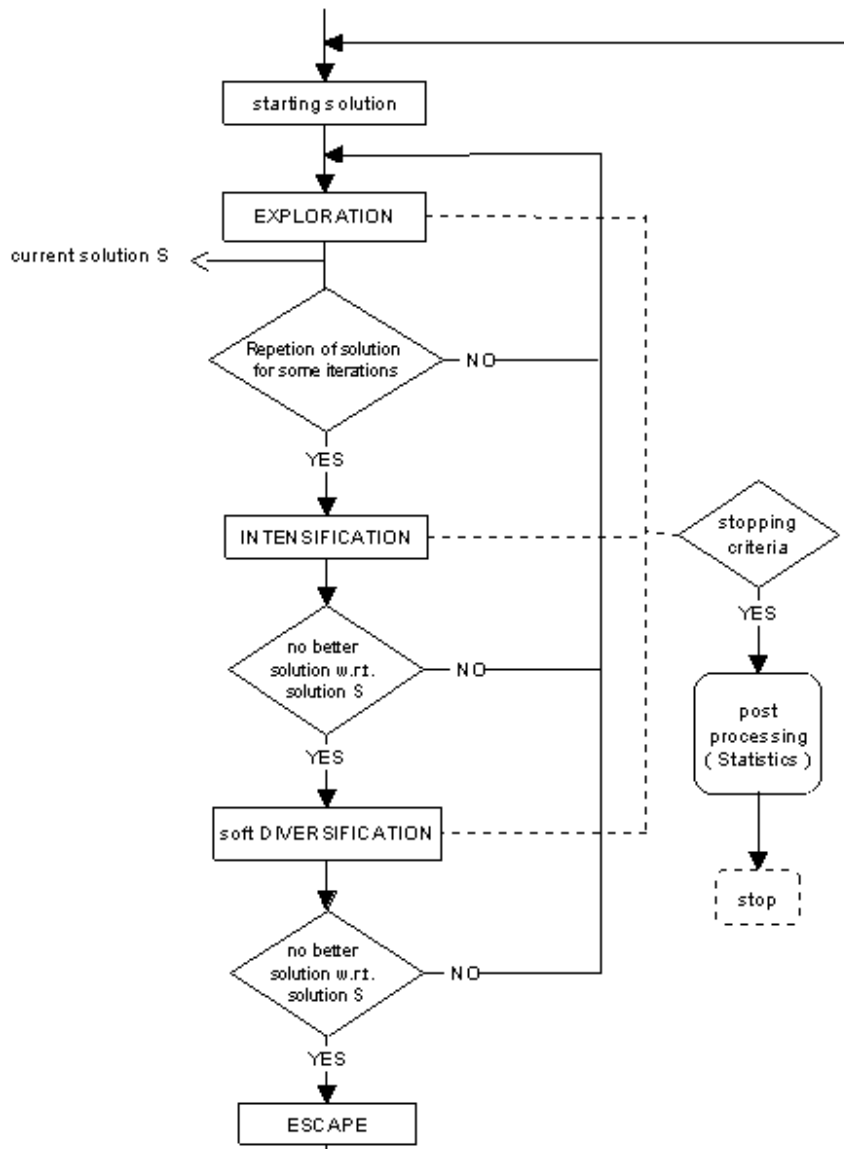 starting solution
EXPLORATION
current solution S
Repetion of solution
for some iterations
NO
YES
INTENSIFICATION
stopping
criteria
YES
no better
solution w.r.t.
solution S
NO
YES
post
processing
( Statistics )
soft DIVERSIFICATION
stop
no better
solution w.r.t.
solution S
NO
YES
ESCAPE